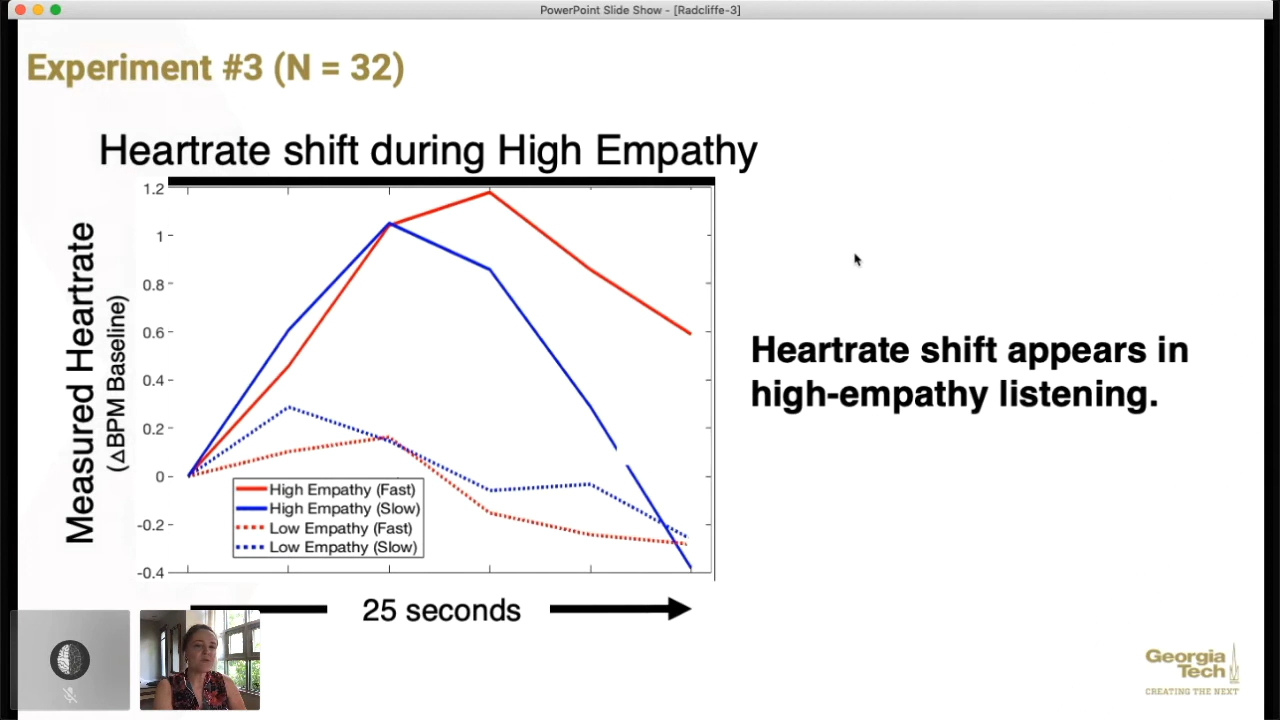 PowerPoint Slide Show - [Radcliffe-3]
Experiment #3 (N = 32)
Heartrate shift during High Empathy
Measured Heartrate
(△BPM Baseline)
1.2
1
0.8
0.6
0.4
0.2
0
-0.2
-0.4
High Empathy (Fast)
High Empathy (Slow)
Low Empathy (Fast)
Low Empathy (Slow)
25 seconds
Heartrate shift appears in
high-empathy listening.
Georgia
Tech
CREATING THE NEXT